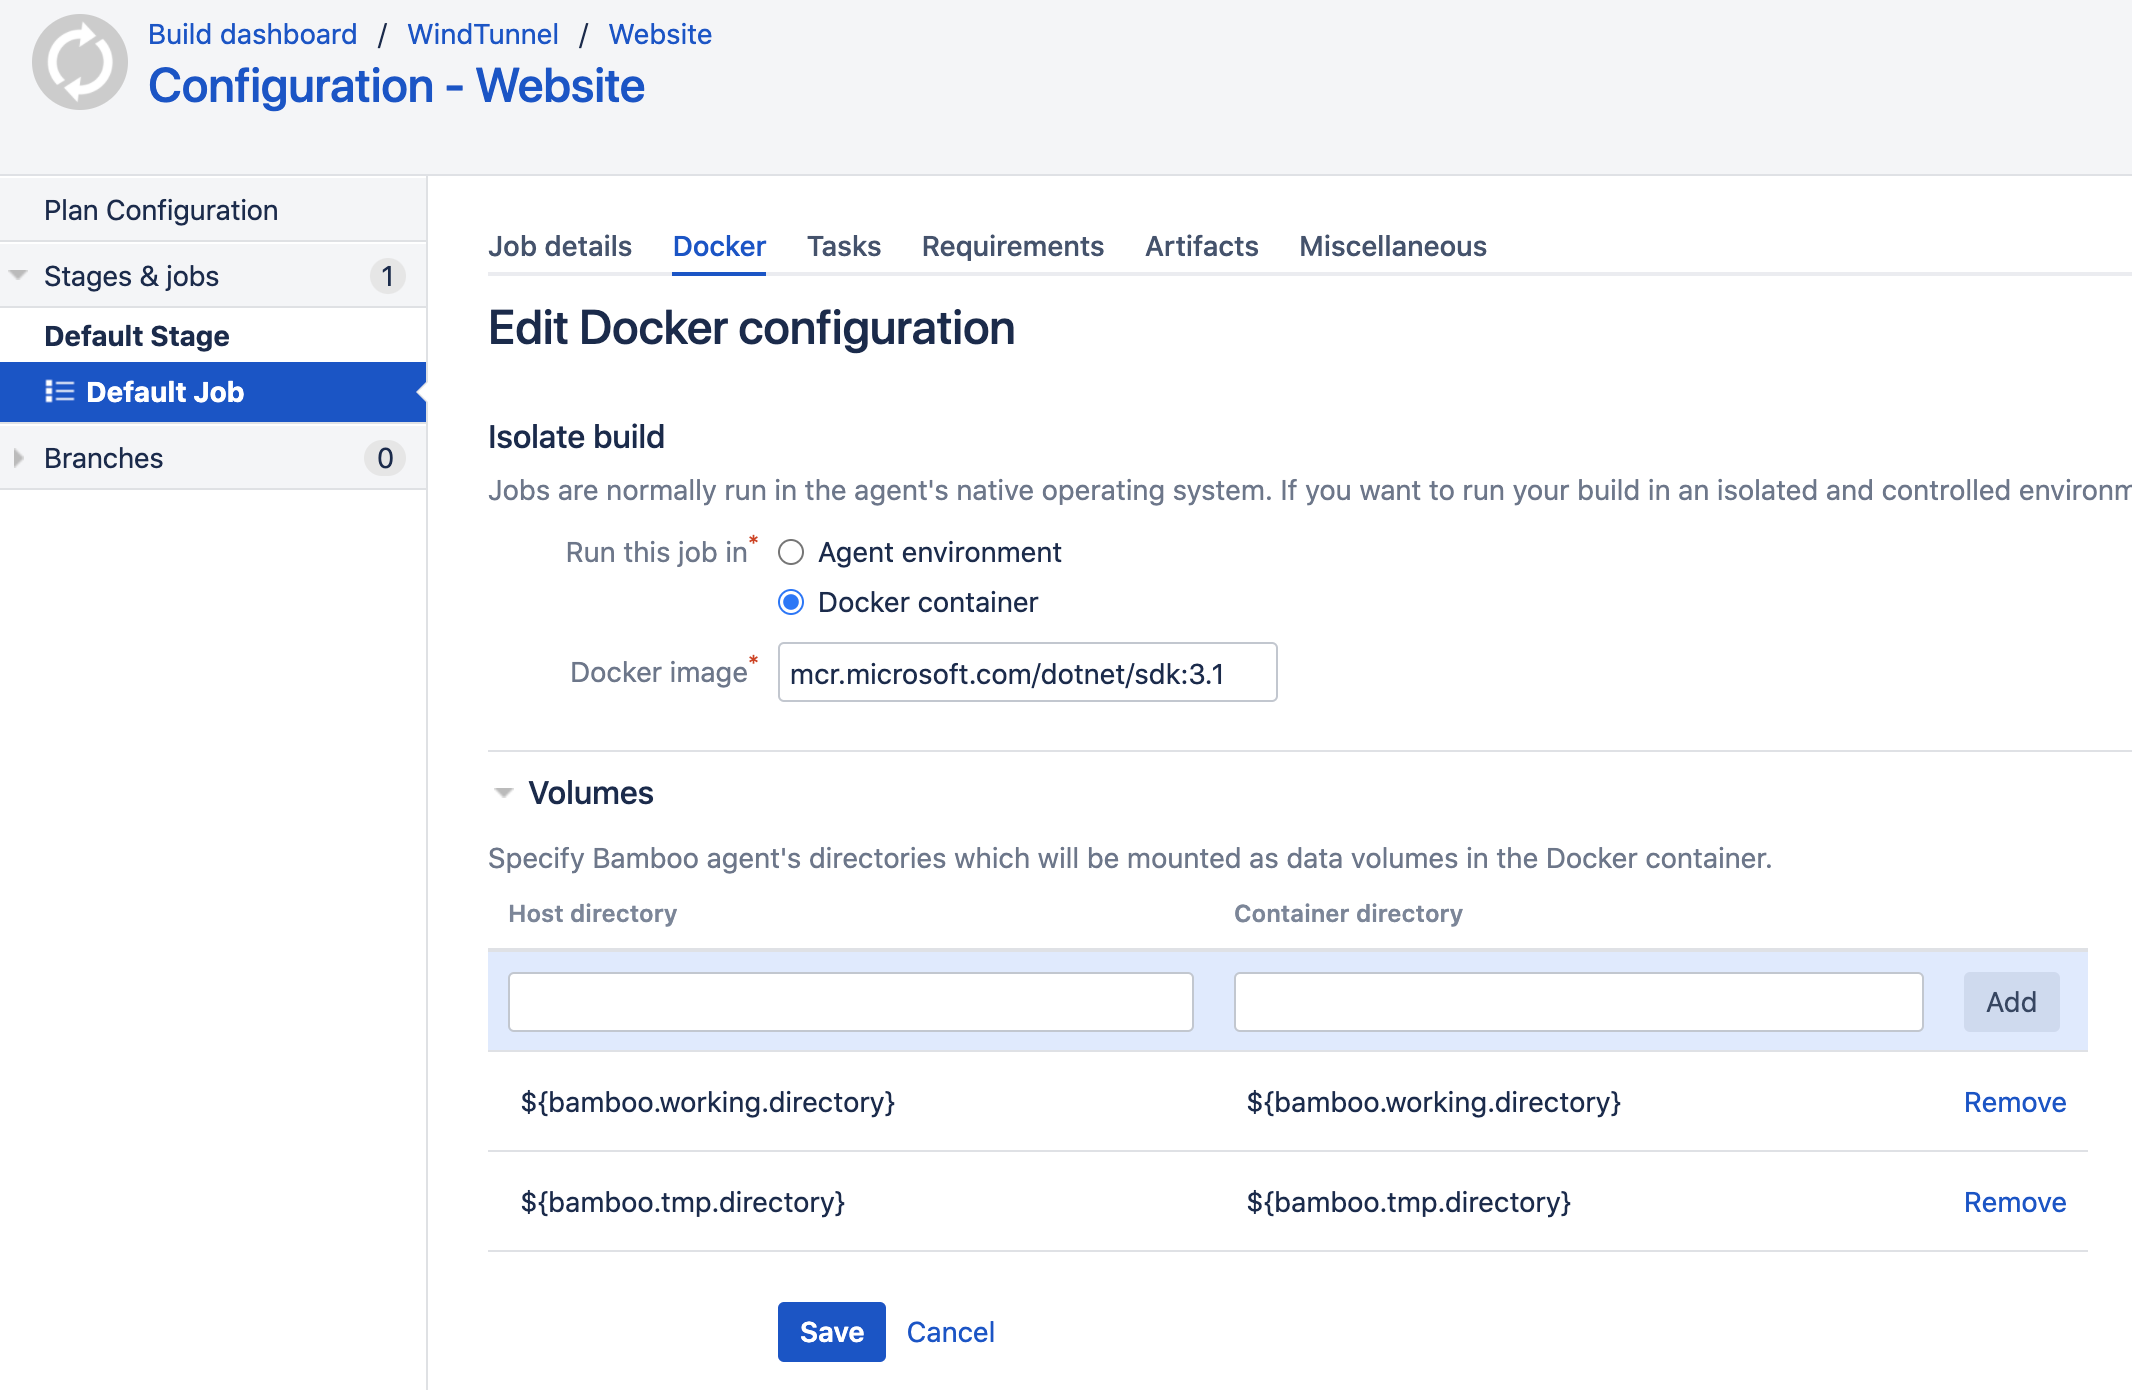 Build dashboard / WindTunnel / Website
Configuration - Website
Plan Configuration
Stages & jobs 1
Default Stage
Default Job
Branches 0
Job details Docker Tasks Requirements Artifacts Miscellaneous
Edit Docker configuration
Isolate build
Jobs are normally run in the agent's native operating system. If you want to run your build in an isolated and controlled environm
Run this job in* Agent environment
Docker container
Docker image* mcr.microsoft.com/dotnet/sdk:3.1
Volumes
Specify Bamboo agent's directories which will be mounted as data volumes in the Docker container.
Host directory Container directory
Add
${bamboo.working.directory} ${bamboo.working.directory} Remove
${bamboo.tmp.directory} ${bamboo.tmp.directory} Remove
Save Cancel